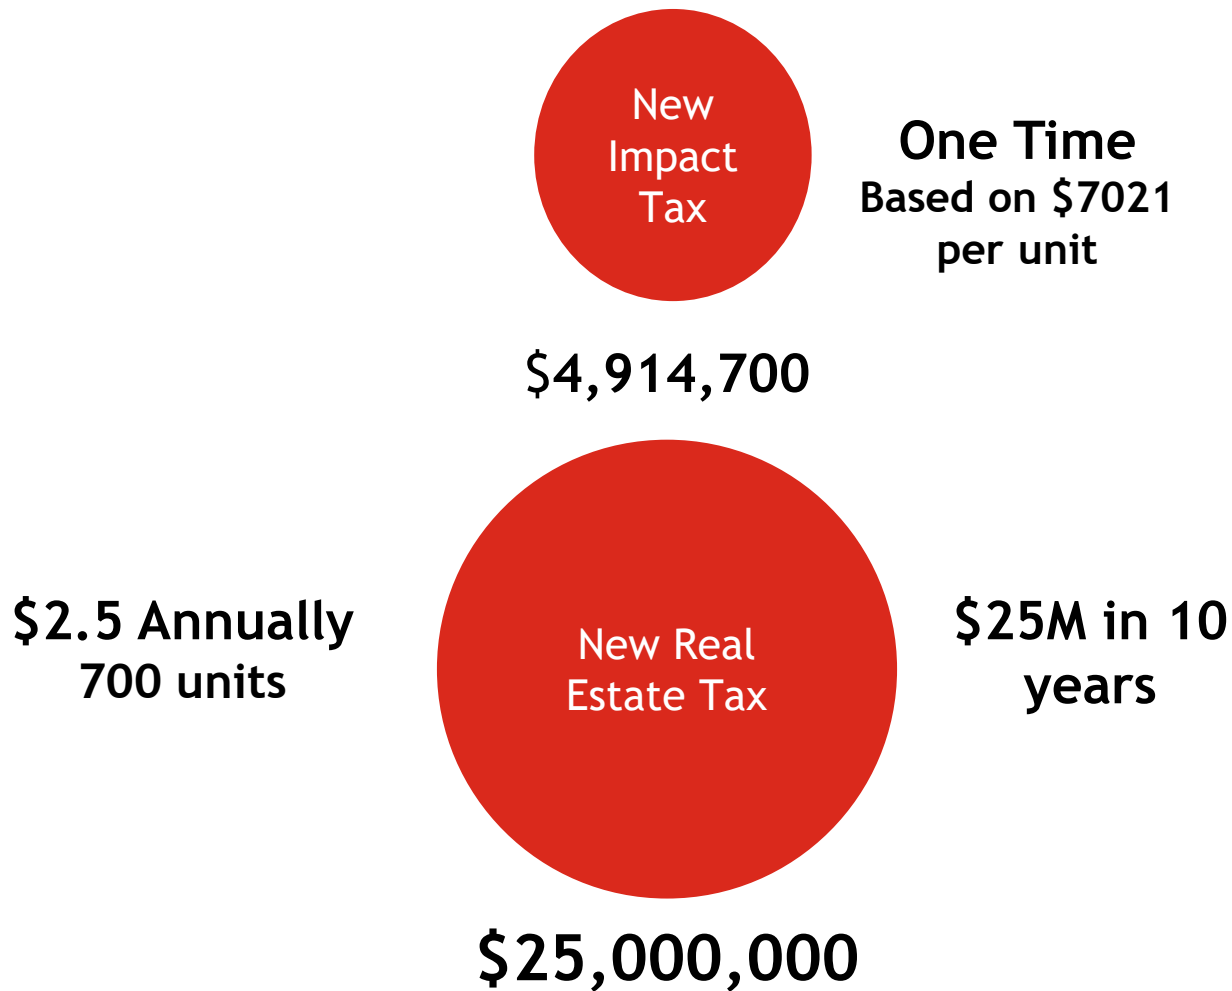 New
Impact
Tax
One Time
Based on $7021
per unit
$4,914,700
$2.5 Annually
700 units
New Real
Estate Tax
$25M in 10
years
$25,000,000